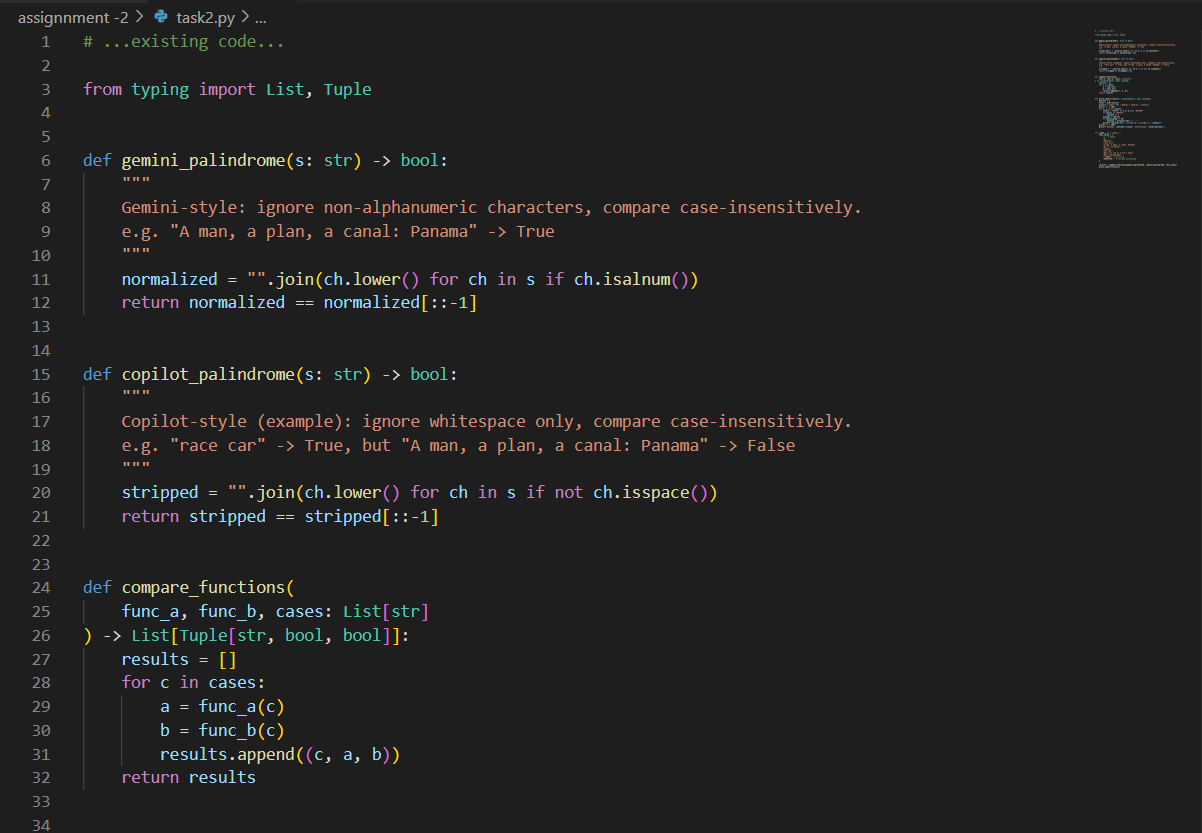 assignnment -2 > task2.py > ...
1 # ...existing code...
2
3 from typing import List, Tuple
4
5
6 def gemini_palindrome(s: str) -> bool:
7     """
8     Gemini-style: ignore non-alphanumeric characters, compare case-insensitively.
9     e.g. "A man, a plan, a canal: Panama" -> True
10     """
11     normalized = "".join(ch.lower() for ch in s if ch.isalnum())
12     return normalized == normalized[::-1]
13
14
15 def copilot_palindrome(s: str) -> bool:
16     """
17     Copilot-style (example): ignore whitespace only, compare case-insensitively.
18     e.g. "race car" -> True, but "A man, a plan, a canal: Panama" -> False
19     """
20     stripped = "".join(ch.lower() for ch in s if not ch.isspace())
21     return stripped == stripped[::-1]
22
23
24 def compare_functions(
25     func_a, func_b, cases: List[str]
26 ) -> List[Tuple[str, bool, bool]]:
27     results = []
28     for c in cases:
29         a = func_a(c)
30         b = func_b(c)
31         results.append((c, a, b))
32     return results
33
34